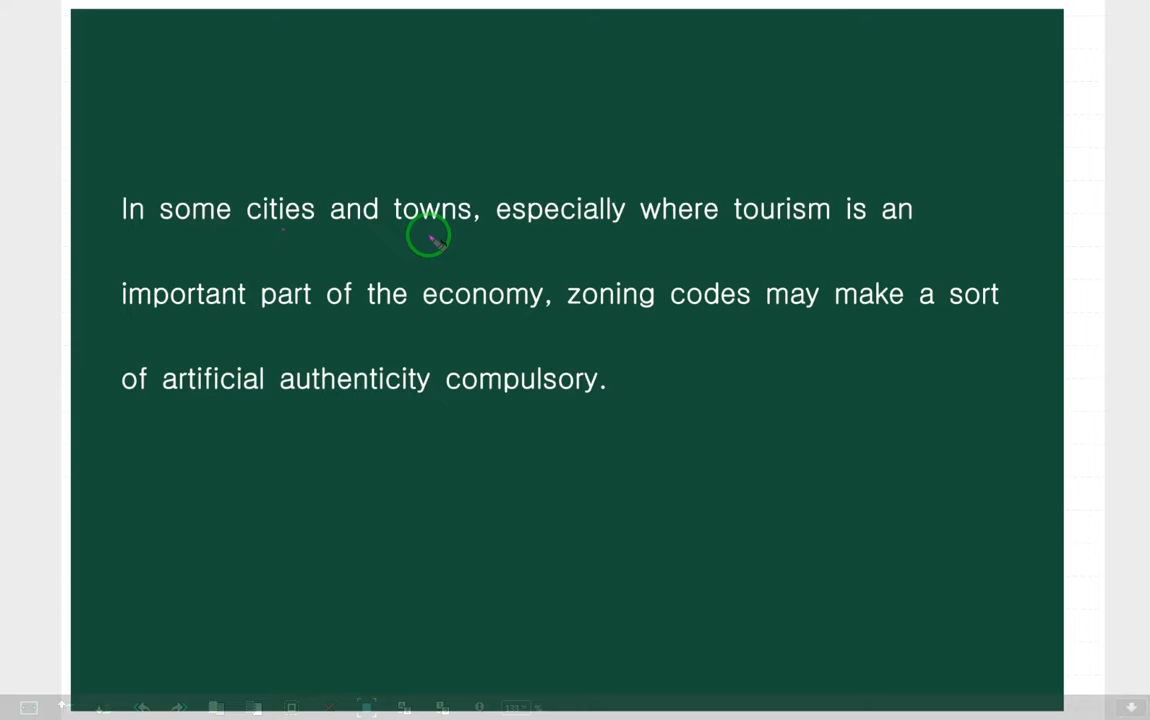 In some cities and towns, especially where tourism is an
important part of the economy, zoning codes may make a sort
of artificial authenticity compulsory.
133 %